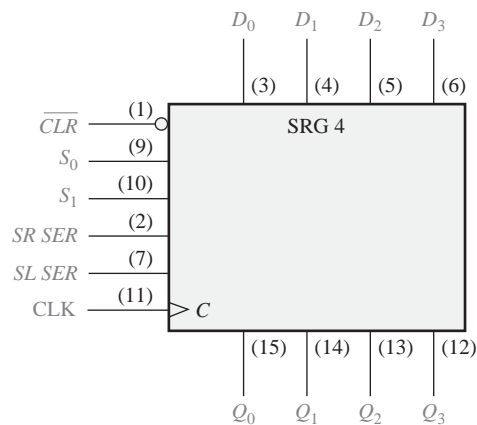 D0 D1 D2 D3
(3) (4) (5) (6)
SRG 4
CLR (1)
S0 (9)
S1 (10)
SR SER (2)
SL SER (7)
CLK (11) C
(15) (14) (13) (12)
Q0 Q1 Q2 Q3